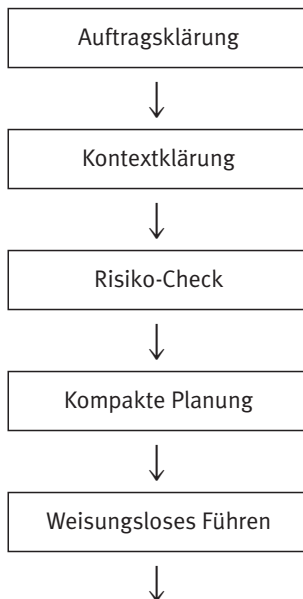 Auftragsklärung
Kontextklärung
Risiko-Check
Kompakte Planung
Weisungsloses Führen